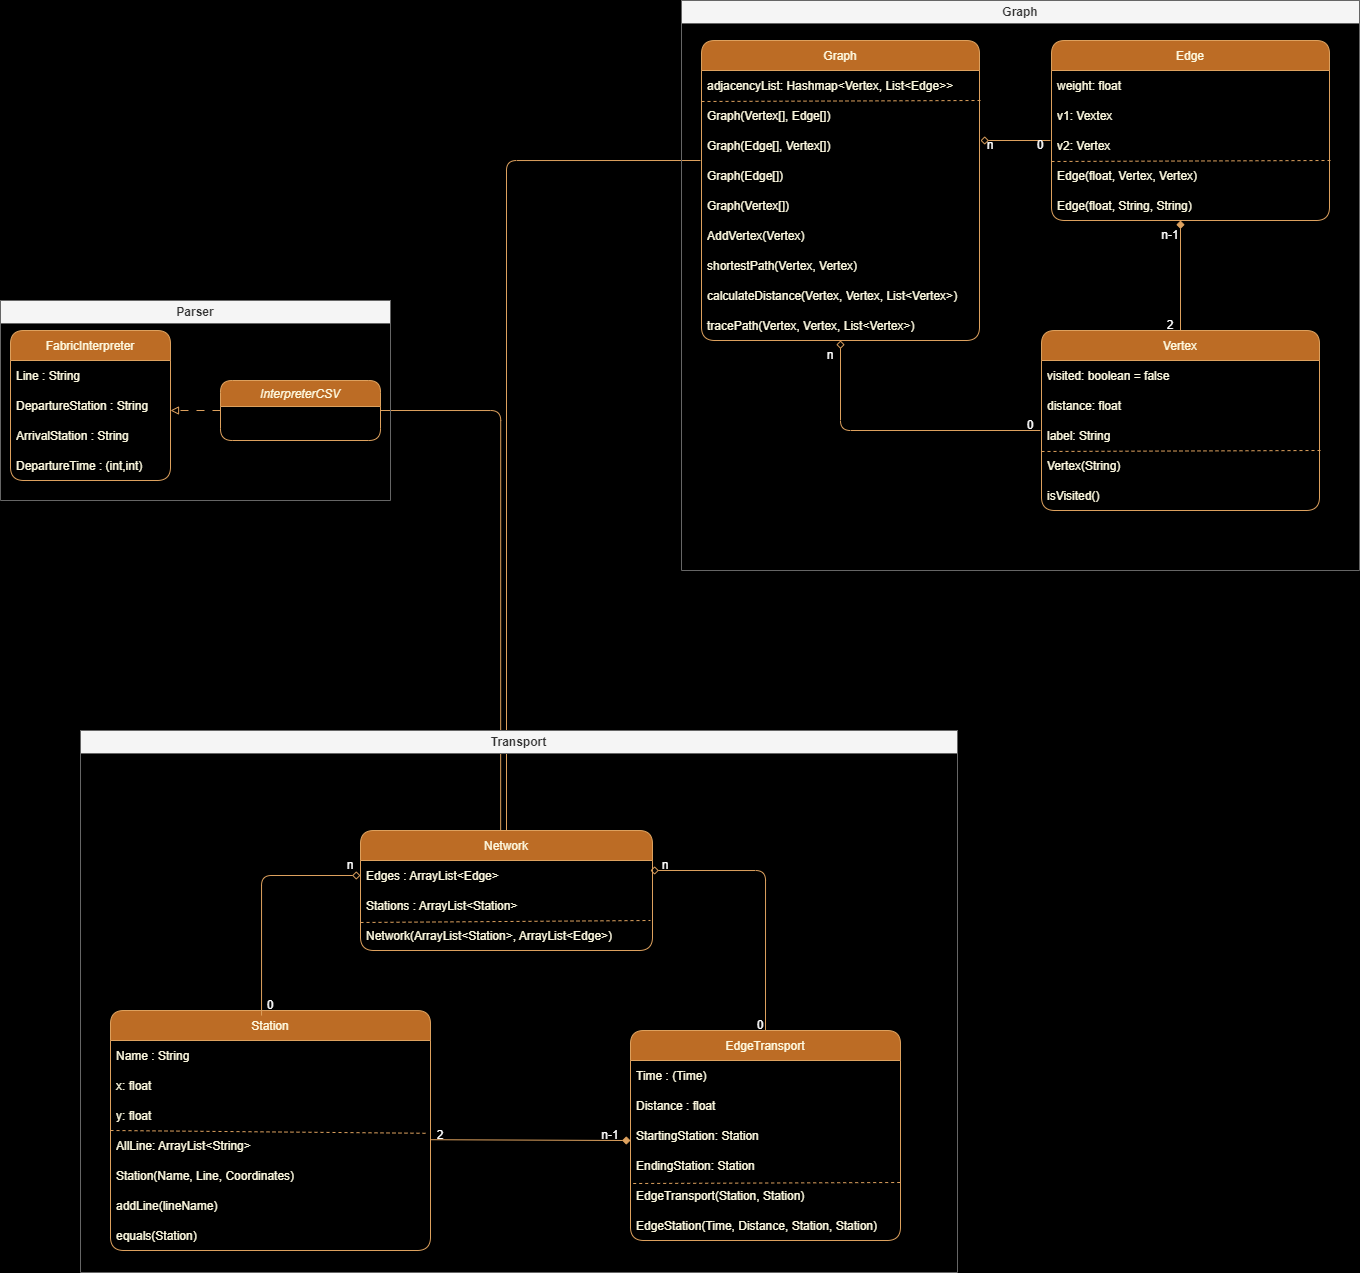 Graph
Graph
adjacencyList: Hashmap<Vertex, List<Edge>>
Graph(Vertex[], Edge[])
Graph(Edge[], Vertex[])
Graph(Edge[])
Graph(Vertex[])
AddVertex(Vertex)
shortestPath(Vertex, Vertex)
calculateDistance(Vertex, Vertex, List<Vertex>)
tracePath(Vertex, Vertex, List<Vertex>)
n
0
Edge
weight: float
v1: Vextex
v2: Vertex
Edge(float, Vertex, Vertex)
Edge(float, String, String)
n-1
2
n
0
Vertex
visited: boolean = false
distance: float
label: String
Vertex(String)
isVisited()
Parser
FabricInterpreter
Line : String
DepartureStation : String
ArrivalStation : String
DepartureTime : (int,int)
InterpreterCSV
Transport
Network
Edges : ArrayList<Edge>
Stations : ArrayList<Station>
Network(ArrayList<Station>, ArrayList<Edge>)
n
n
0
0
Station
Name : String
x: float
y: float
AllLine: ArrayList<String>
Station(Name, Line, Coordinates)
addLine(lineName)
equals(Station)
2
n-1
EdgeTransport
Time : (Time)
Distance : float
StartingStation: Station
EndingStation: Station
EdgeTransport(Station, Station)
EdgeStation(Time, Distance, Station, Station)